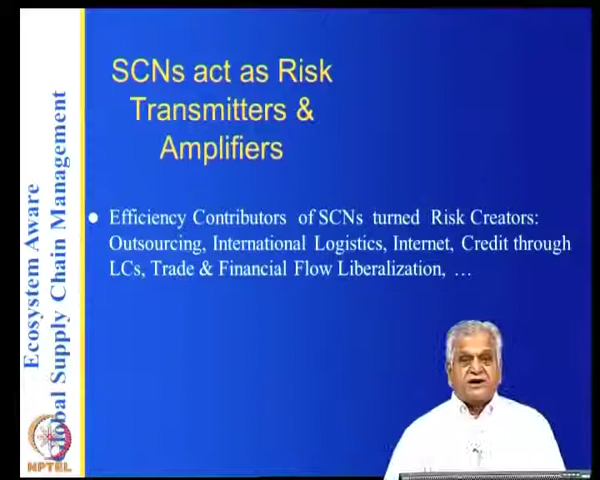 SCNs act as Risk
Transmitters &
Amplifiers
Efficiency Contributors of SCNs turned Risk Creators:
Outsourcing, International Logistics, Internet, Credit through
LCs, Trade & Financial Flow Liberalization, …
Ecosystem Aware
Global Supply Chain Management
NPTEL